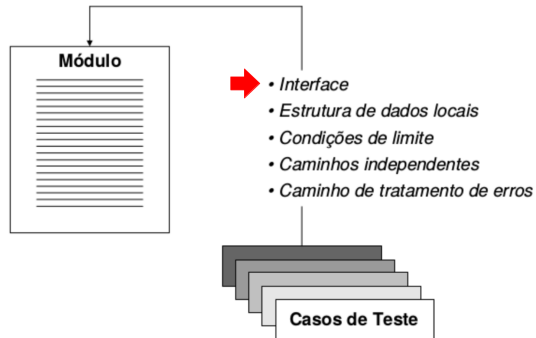 Módulo
• Interface
• Estrutura de dados locais
• Condições de limite
• Caminhos independentes
• Caminho de tratamento de erros
Casos de Teste